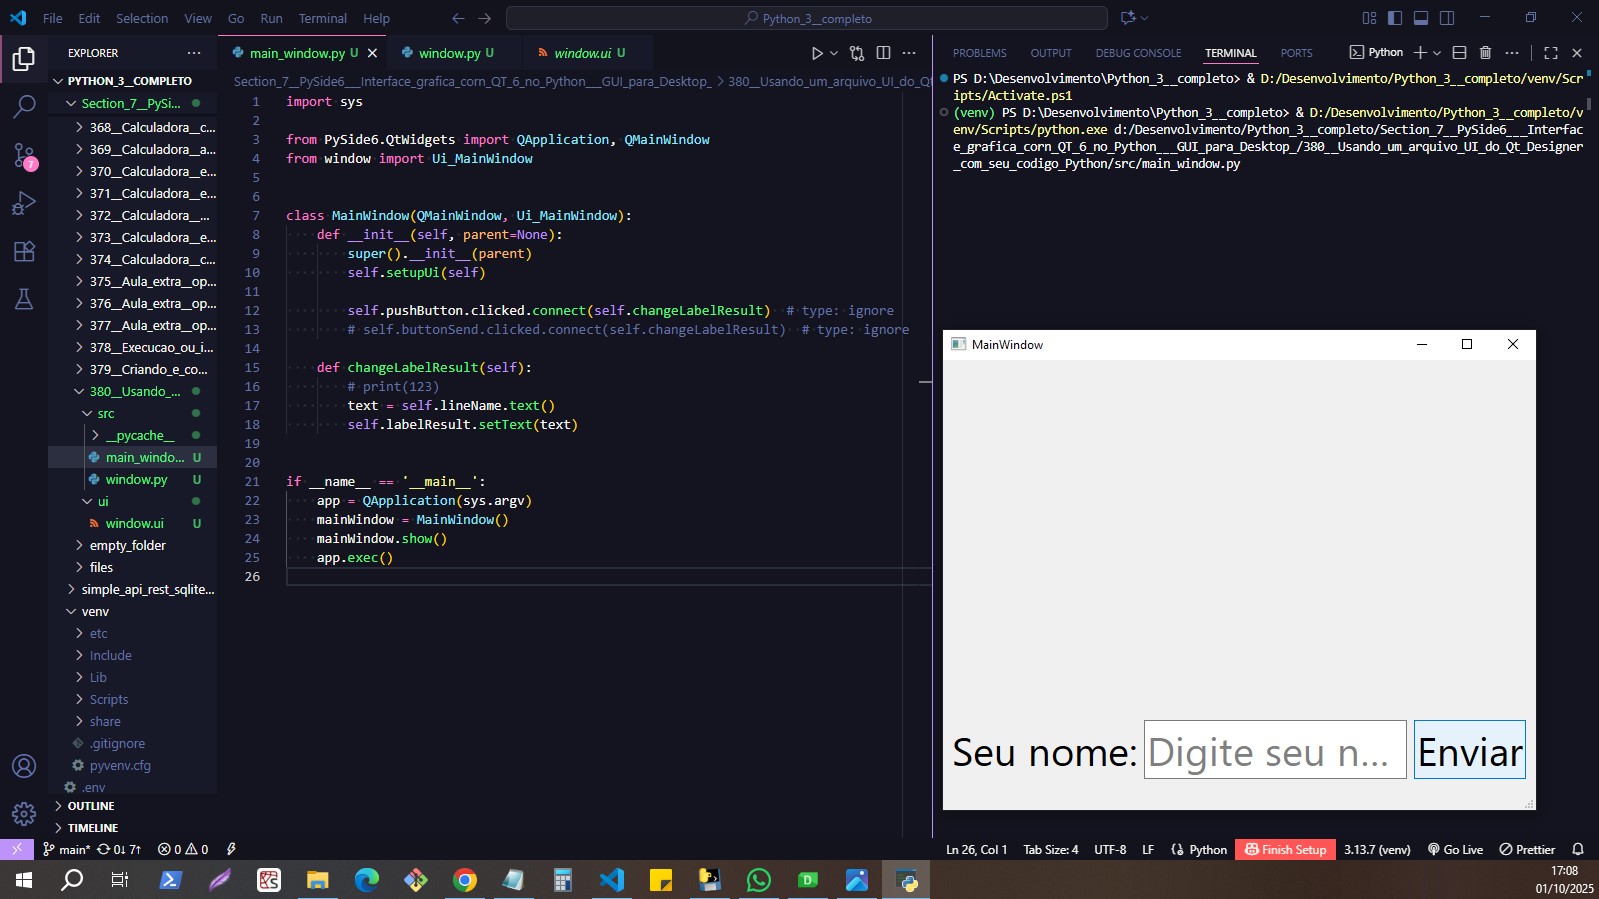 File Edit Selection View Go Run Terminal Help
Python_3__completo
EXPLORER
PYTHON_3__COMPLETO
Section_7__PySi...
368__Calculadora__c...
369__Calculadora__a...
370__Calculadora__e...
371__Calculadora__e...
372__Calculadora__...
373__Calculadora__e...
374__Calculadora__c...
375__Aula_extra__op...
376__Aula_extra__op...
377__Aula_extra__op...
378__Execucao_ou_i...
379__Criando_e_co...
380__Usando_...
src
__pycache__
main_windo... U
window.py U
ui
window.ui U
empty_folder
files
simple_api_rest_sqlite...
venv
etc
Include
Lib
Scripts
share
.gitignore
pyvenv.cfg
.env
OUTLINE
TIMELINE
7
main_window.py U
window.py U
window.ui U
Section_7__PySide6___Interface_grafica_corn_QT_6_no_Python___GUI_para_Desktop_ > 380__Usando_um_arquivo_UI_do_Qt
1 import sys
2
3 from PySide6.QtWidgets import QApplication, QMainWindow
4 from window import Ui_MainWindow
5
6
7 class MainWindow(QMainWindow, Ui_MainWindow):
8 def __init__(self, parent=None):
9 super().__init__(parent)
10 self.setupUi(self)
11
12 self.pushButton.clicked.connect(self.changeLabelResult) # type: ignore
13 # self.buttonSend.clicked.connect(self.changeLabelResult) # type: ignore
14
15 def changeLabelResult(self):
16 # print(123)
17 text = self.lineName.text()
18 self.labelResult.setText(text)
19
20
21 if __name__ == '__main__':
22 app = QApplication(sys.argv)
23 mainWindow = MainWindow()
24 mainWindow.show()
25 app.exec()
26
PROBLEMS OUTPUT DEBUG CONSOLE TERMINAL PORTS
Python
PS D:\Desenvolvimento\Python_3__completo> & D:/Desenvolvimento/Python_3__completo/venv/Scr
ipts/Activate.ps1
(venv) PS D:\Desenvolvimento\Python_3__completo> & D:/Desenvolvimento/Python_3__completo/v
env/Scripts/python.exe d:/Desenvolvimento/Python_3__completo/Section_7__PySide6___Interfac
e_grafica_corn_QT_6_no_Python___GUI_para_Desktop_/380__Usando_um_arquivo_UI_do_Qt_Designer
_com_seu_codigo_Python/src/main_window.py
MainWindow
Seu nome: Digite seu n... Enviar
main* 0↓ 7↑ 0 0
Ln 26, Col 1 Tab Size: 4 UTF-8 LF Python Finish Setup 3.13.7 (venv) Go Live Prettier
17:08
01/10/2025